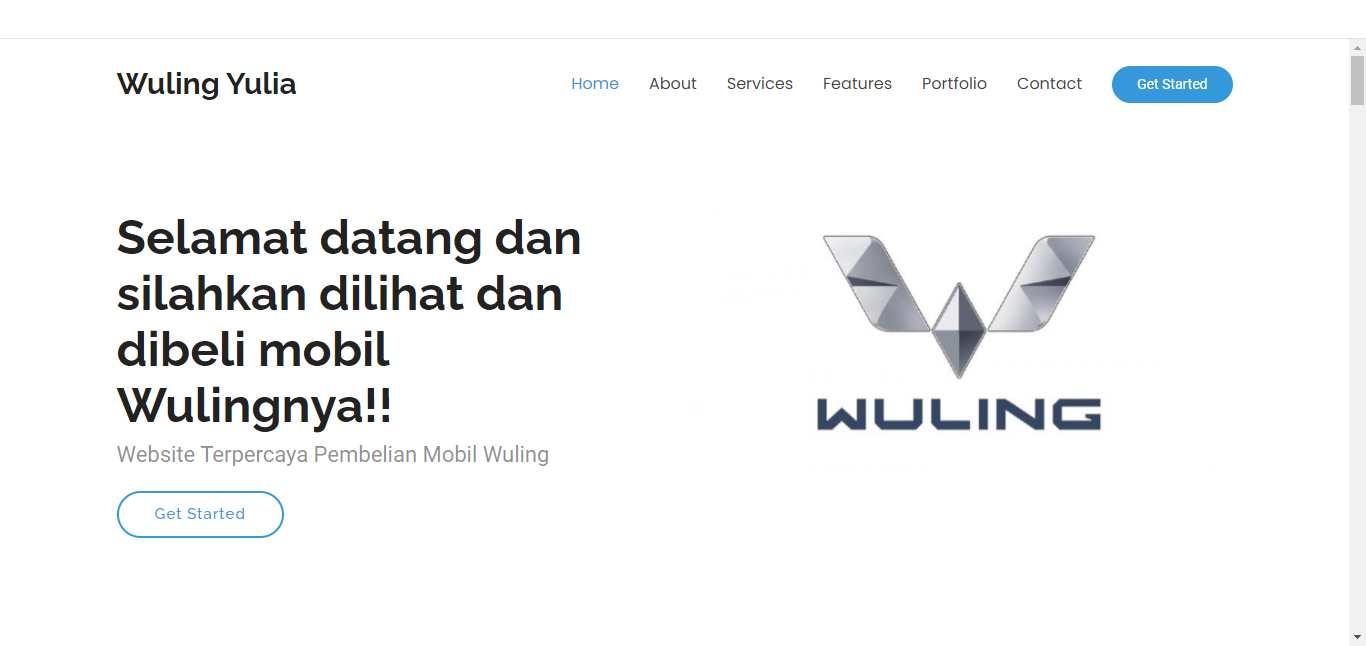 Wuling Yulia
Home About Services Features Portfolio Contact Get Started
Selamat datang dan
silahkan dilihat dan
dibeli mobil
Wulingnya!!
Website Terpercaya Pembelian Mobil Wuling
Get Started
WULING